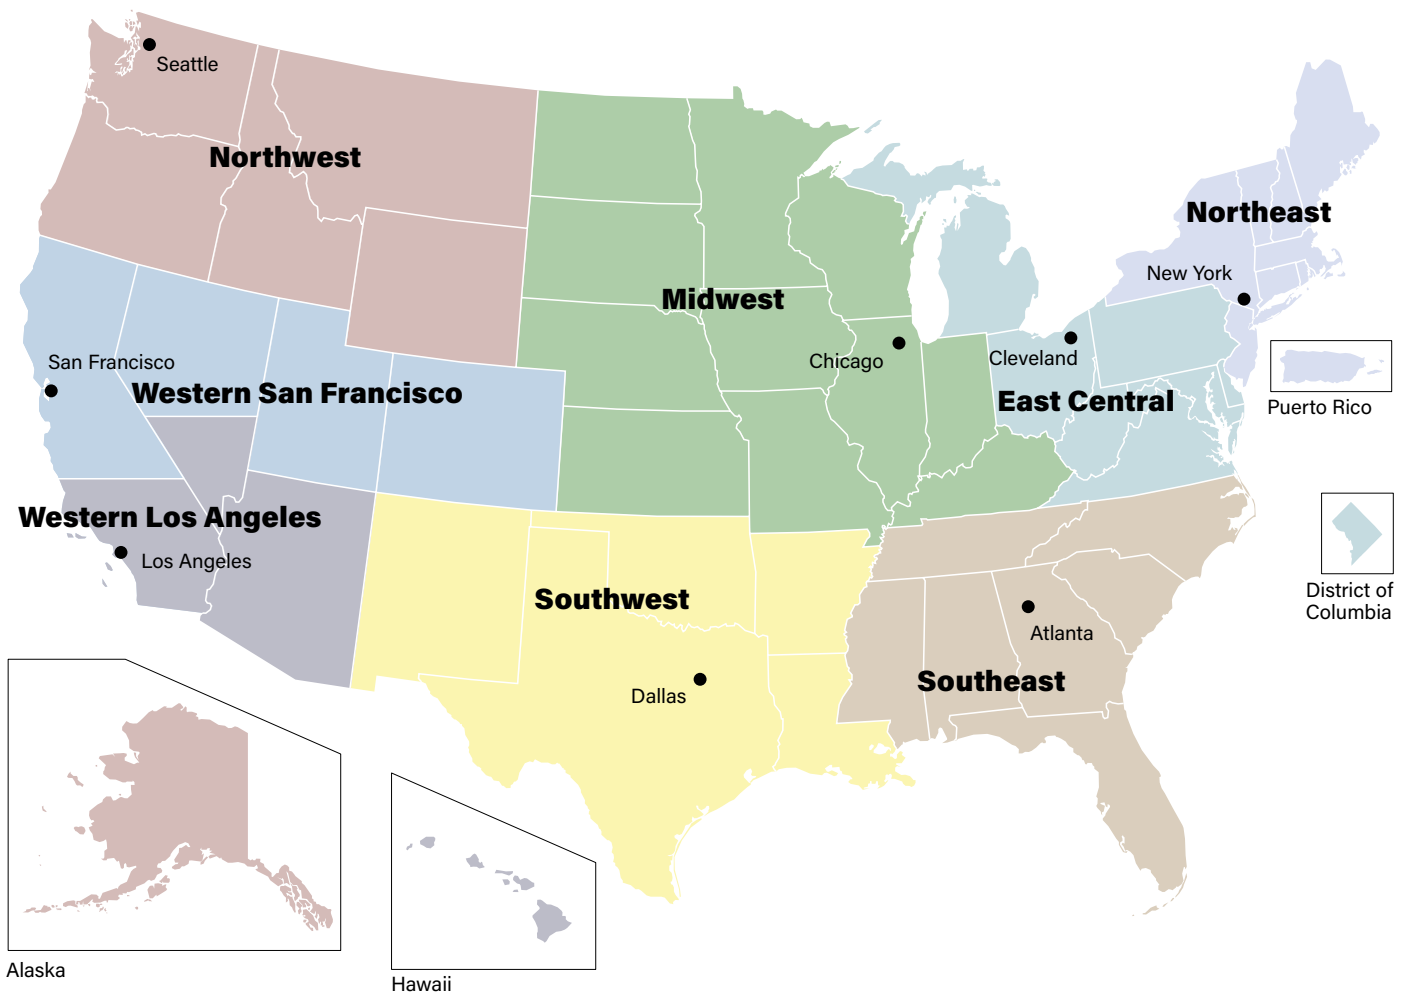 Seattle
Northwest
Northeast
New York
Midwest
Cleveland
Chicago
San Francisco
Western San Francisco
East Central
Puerto Rico
Western Los Angeles
Los Angeles
Southwest
District of
Columbia
Atlanta
Southeast
Dallas
Alaska
Hawaii